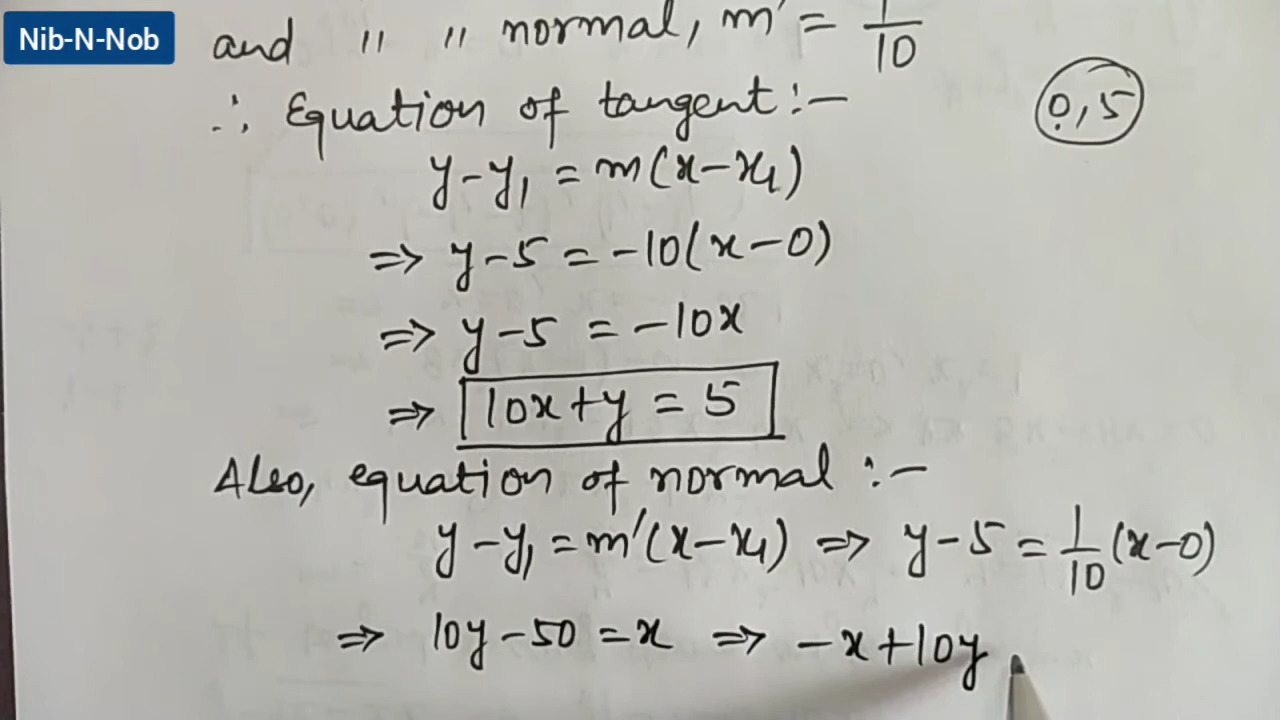 Nib-N-Nob
and " " normal, m' = 1/10
∴ Equation of tangent:-
0,5
y-y₁ = m(x-x₁)
⇒ y-5 = -10(x-0)
⇒ y-5 = -10x
⇒ 10x+y = 5
Also, equation of normal :-
y-y₁ = m'(x-x₁) ⇒ y-5 = 1/10 (x-0)
⇒ 10y-50 = x ⇒ -x+10y